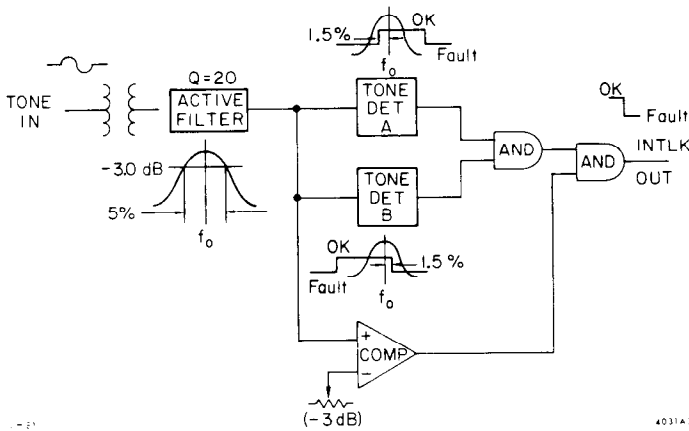 1.5%
OK
Fault
f₀
Q=20
TONE
IN
ACTIVE
FILTER
TONE
DET
A
OK
Fault
AND
AND
INTLK
OUT
-3.0 dB
5%
f₀
TONE
DET
B
OK
1.5%
Fault
f₀
+
COMP
−
(-3dB)